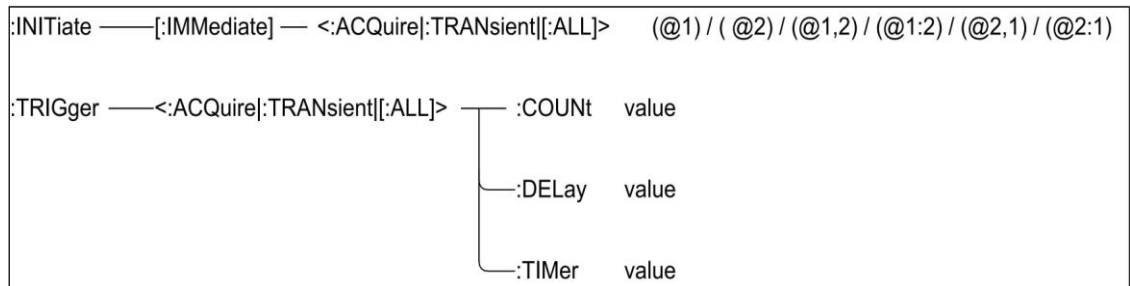 :INITiate [:IMMediate] <:ACQuire|:TRANsient|[:ALL]> (@1) / ( @2) / (@1,2) / (@1:2) / (@2,1) / (@2:1)
:TRIGger <:ACQuire|:TRANsient|[:ALL]> :COUNt value
:DELay value
:TIMer value